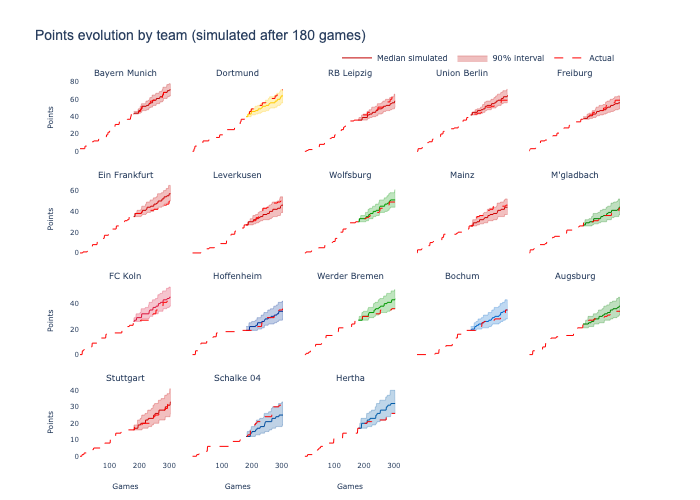 Points evolution by team (simulated after 180 games)
Median simulated 90% interval Actual
Bayern Munich Dortmund RB Leipzig Union Berlin Freiburg
80
60
40
20
0
Points
Ein Frankfurt Leverkusen Wolfsburg Mainz M'gladbach
60
40
20
0
Points
FC Koln Hoffenheim Werder Bremen Bochum Augsburg
40
20
0
Points
Stuttgart Schalke 04 Hertha
40
30
20
10
0
Points
100 200 300 100 200 300 100 200 300
Games Games Games